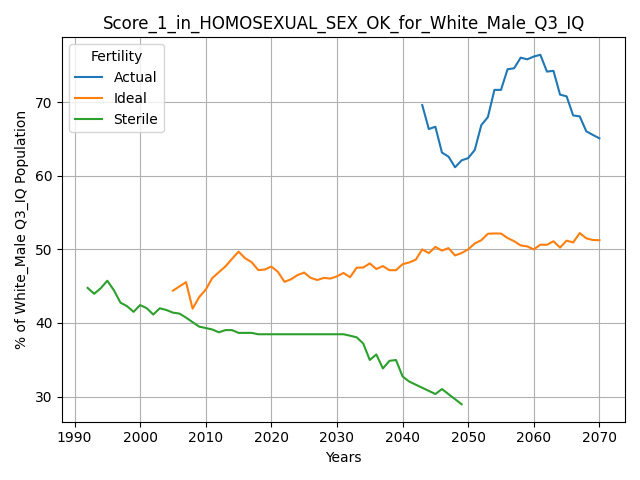 Score_1_in_HOMOSEXUAL_SEX_OK_for_White_Male_Q3_IQ
Fertility
Actual
Ideal
Sterile
% of White_Male Q3_IQ Population
70
60
50
40
30
1990 2000 2010 2020 2030 2040 2050 2060 2070
Years